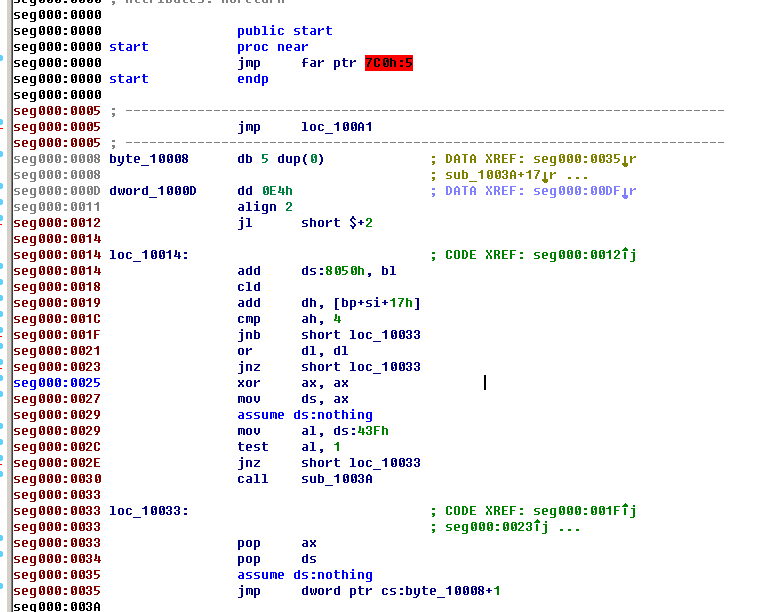 seg000:0000 ; Attributes: noreturn
seg000:0000
seg000:0000 public start
seg000:0000 start proc near
seg000:0000 jmp far ptr 7C0h:5
seg000:0000 start endp
seg000:0000
seg000:0005 ; ---------------------------------------------------------------------------
seg000:0005 jmp loc_100A1
seg000:0005 ; ---------------------------------------------------------------------------
seg000:0008 byte_10008 db 5 dup(0) ; DATA XREF: seg000:0035↓r
seg000:0008 ; sub_1003A+17↓r ...
seg000:000D dword_1000D dd 0E4h ; DATA XREF: seg000:00DF↓r
seg000:0011 align 2
seg000:0012 jl short $+2
seg000:0014
seg000:0014 loc_10014: ; CODE XREF: seg000:0012↑j
seg000:0014 add ds:8050h, bl
seg000:0018 cld
seg000:0019 add dh, [bp+si+17h]
seg000:001C cmp ah, 4
seg000:001F jnb short loc_10033
seg000:0021 or dl, dl
seg000:0023 jnz short loc_10033
seg000:0025 xor ax, ax
seg000:0027 mov ds, ax
seg000:0029 assume ds:nothing
seg000:0029 mov al, ds:43Fh
seg000:002C test al, 1
seg000:002E jnz short loc_10033
seg000:0030 call sub_1003A
seg000:0033
seg000:0033 loc_10033: ; CODE XREF: seg000:001F↑j
seg000:0033 ; seg000:0023↑j ...
seg000:0033 pop ax
seg000:0034 pop ds
seg000:0035 assume ds:nothing
seg000:0035 jmp dword ptr cs:byte_10008+1
seg000:003A